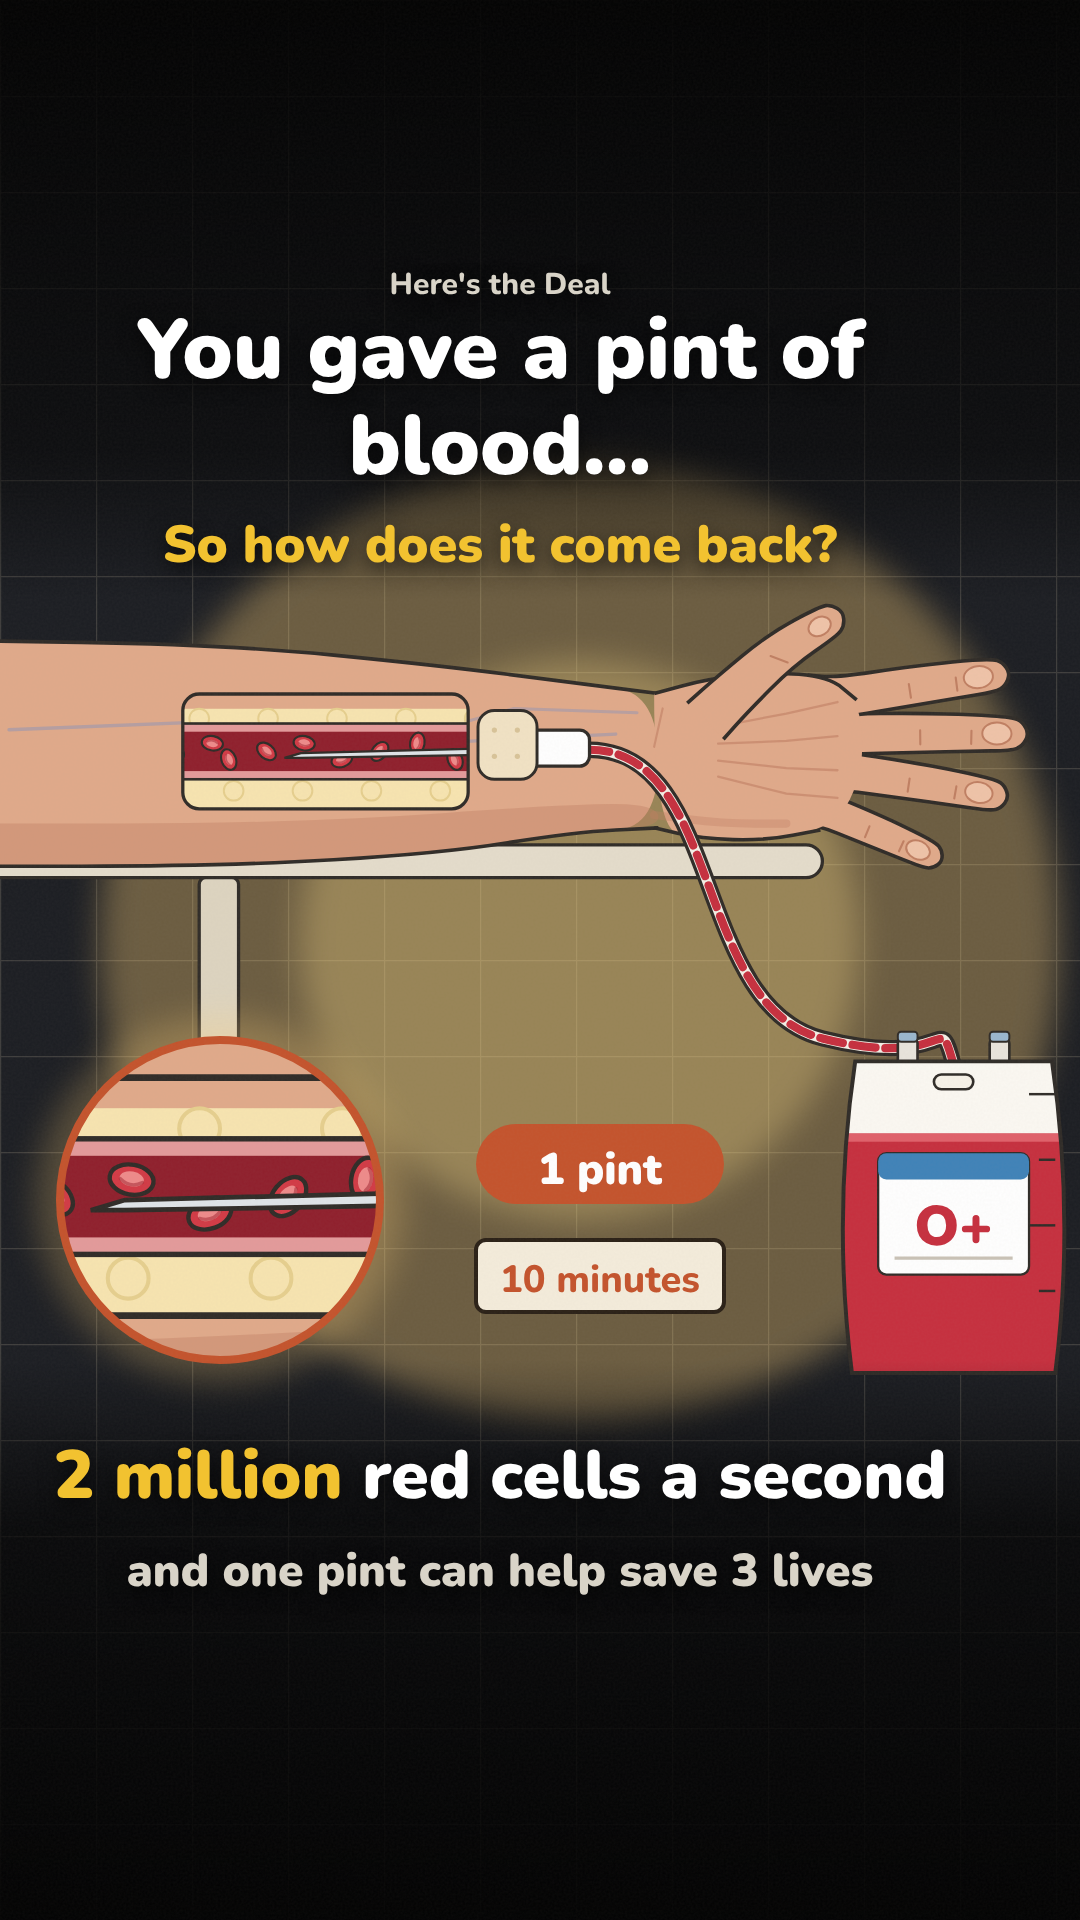 Here's the Deal
You gave a pint of
blood...
So how does it come back?
1 pint
10 minutes
O+
2 million red cells a second
and one pint can help save 3 lives